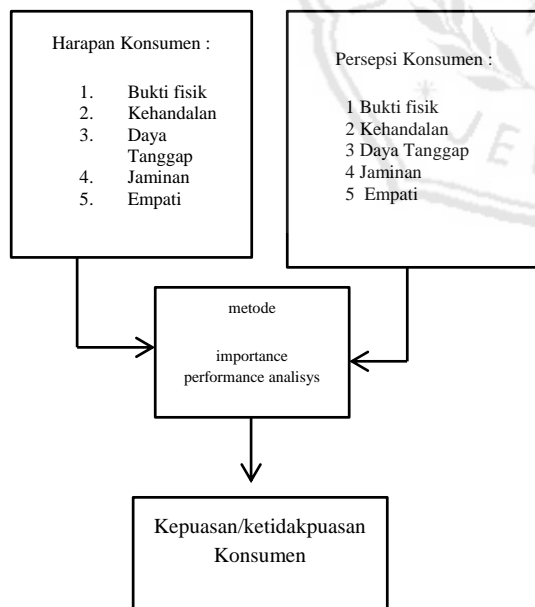 Harapan Konsumen :
1. Bukti fisik
2. Kehandalan
3. Daya
Tanggap
4. Jaminan
5. Empati
Persepsi Konsumen :
1 Bukti fisik
2 Kehandalan
3 Daya Tanggap
4 Jaminan
5 Empati
metode
importance
performance analisys
Kepuasan/ketidakpuasan
Konsumen